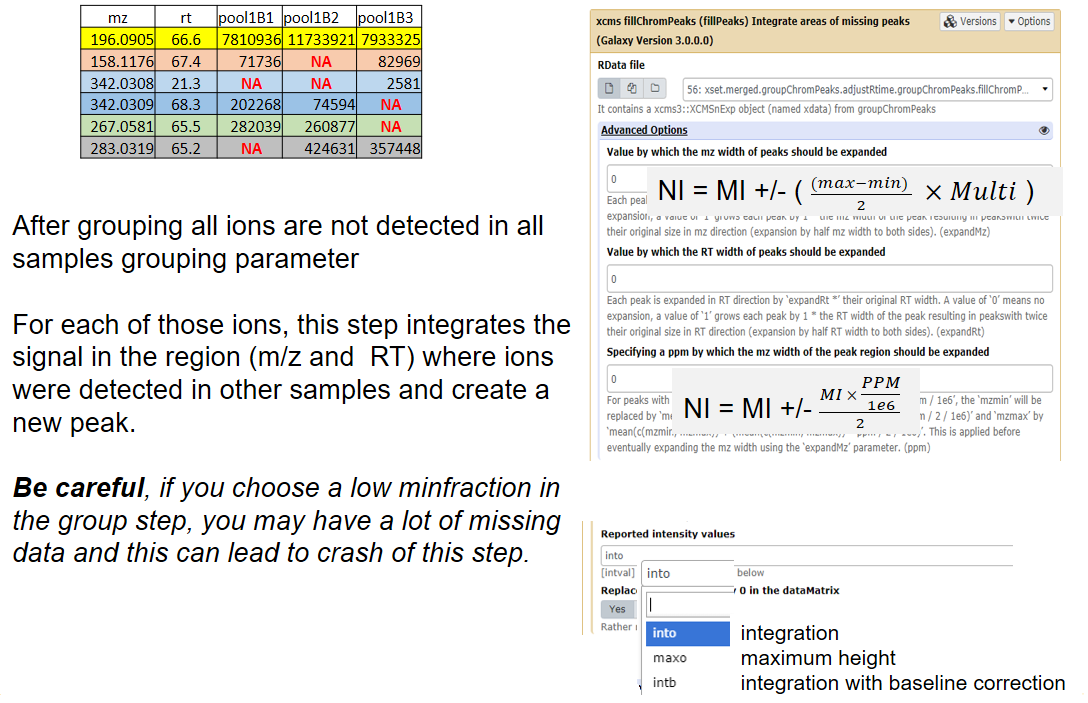 mz rt pool1B1 pool1B2 pool1B3
196.0905 66.6 7810936 11733921 7933325
158.1176 67.4 71736 NA 82969
342.0308 21.3 NA NA 2581
342.0309 68.3 202268 74594 NA
267.0581 65.5 282039 260877 NA
283.0319 65.2 NA 424631 357448
After grouping all ions are not detected in all
samples grouping parameter
For each of those ions, this step integrates the
signal in the region (m/z and RT) where ions
were detected in other samples and create a
new peak.
Be careful, if you choose a low minfraction in
the group step, you may have a lot of missing
data and this can lead to crash of this step.
xcms fillChromPeaks (fillPeaks) Integrate areas of missing peaks
(Galaxy Version 3.0.0.0)
Versions
Options
RData file
56: xset.merged.groupChromPeaks.adjustRtime.groupChromPeaks.fillChromP...
It contains a xcms3::XCMSnExp object (named xdata) from groupChromPeaks
Advanced Options
Value by which the mz width of peaks should be expanded
0
NI = MI +/- ( (max−min) / 2 × Multi )
Each peak
expansion, a value of '1' grows each peak by 1 * the mz width of the peak resulting in peakswith twice
their original size in mz direction (expansion by half mz width to both sides). (expandMz)
Value by which the RT width of peaks should be expanded
0
Each peak is expanded in RT direction by 'expandRt *' their original RT width. A value of '0' means no
expansion, a value of '1' grows each peak by 1 * the RT width of the peak resulting in peakswith twice
their original size in RT direction (expansion by half RT width to both sides). (expandRt)
Specifying a ppm by which the mz width of the peak region should be expanded
0
NI = MI +/- MI × PPM / 1e6 / 2
For peaks with m / 1e6', the 'mzmin' will be
replaced by m / 2 / 1e6)' and 'mzmax' by
'mean(c(mzmin, mzmax)) + (mean(c(mzmin, mzmax)) * ppm / 2 / 1e6)'. This is applied before
eventually expanding the mz width using the 'expandMz' parameter. (ppm)
Reported intensity values
into
[intval] into below
0 in the dataMatrix
Yes
Rather
into integration
maxo maximum height
intb integration with baseline correction